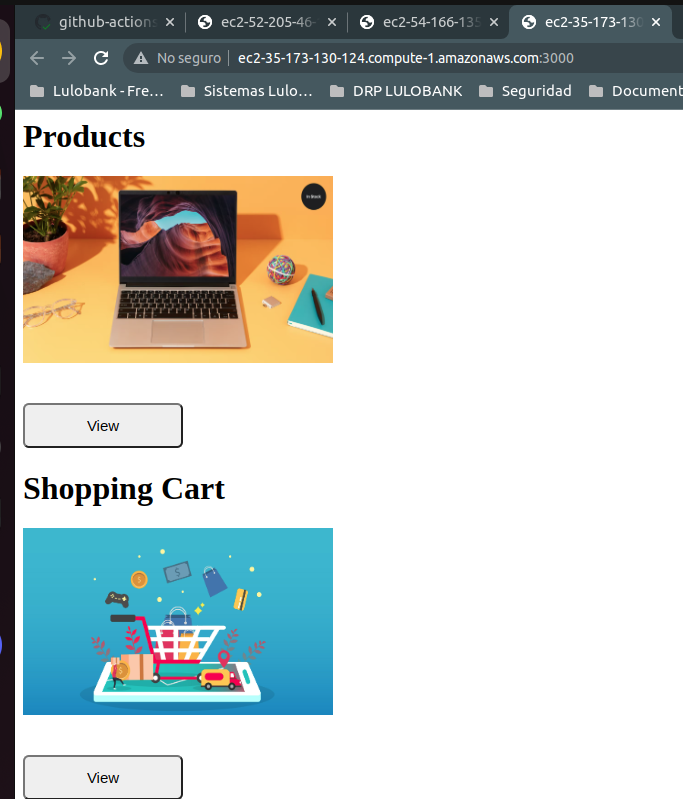 github-actions
ec2-52-205-46-
ec2-54-166-135
ec2-35-173-130
No seguro
ec2-35-173-130-124.compute-1.amazonaws.com:3000
Lulobank - Fre…
Sistemas Lulo…
DRP LULOBANK
Seguridad
Document
Products
In Stock
View
Shopping Cart
$
$
View